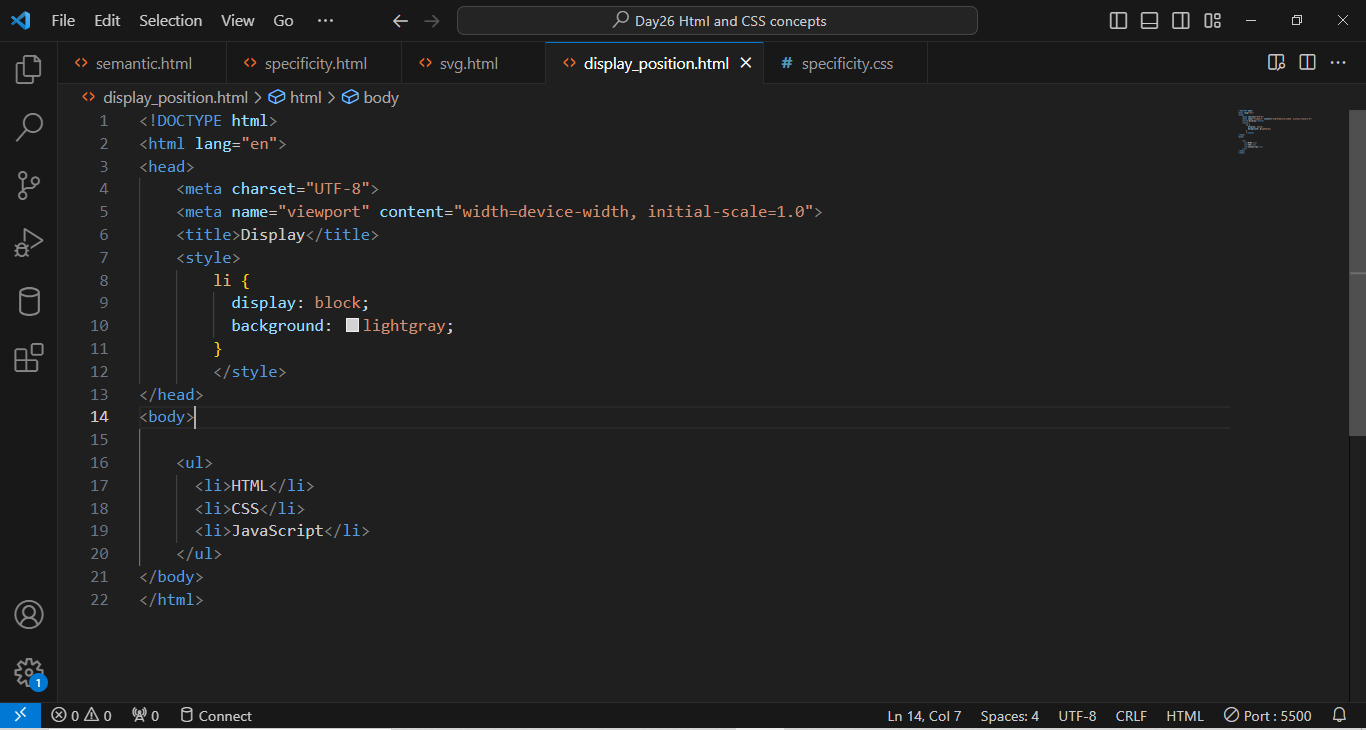 File Edit Selection View Go ··· Day26 Html and CSS concepts
semantic.html specificity.html svg.html display_position.html # specificity.css
display_position.html > html > body
1 <!DOCTYPE html>
2 <html lang="en">
3 <head>
4 <meta charset="UTF-8">
5 <meta name="viewport" content="width=device-width, initial-scale=1.0">
6 <title>Display</title>
7 <style>
8 li {
9 display: block;
10 background: lightgray;
11 }
12 </style>
13 </head>
14 <body>
15
16 <ul>
17 <li>HTML</li>
18 <li>CSS</li>
19 <li>JavaScript</li>
20 </ul>
21 </body>
22 </html>
1
0 0 0 Connect Ln 14, Col 7 Spaces: 4 UTF-8 CRLF HTML Port : 5500